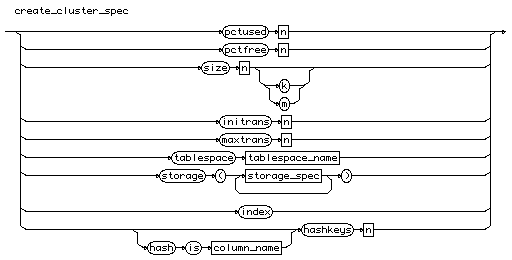 create_cluster_spec
pctused n
pctfree n
size n
k
m
initrans n
maxtrans n
tablespace tablespace_name
storage ( storage_spec )
index
hashkeys n
hash is column_name